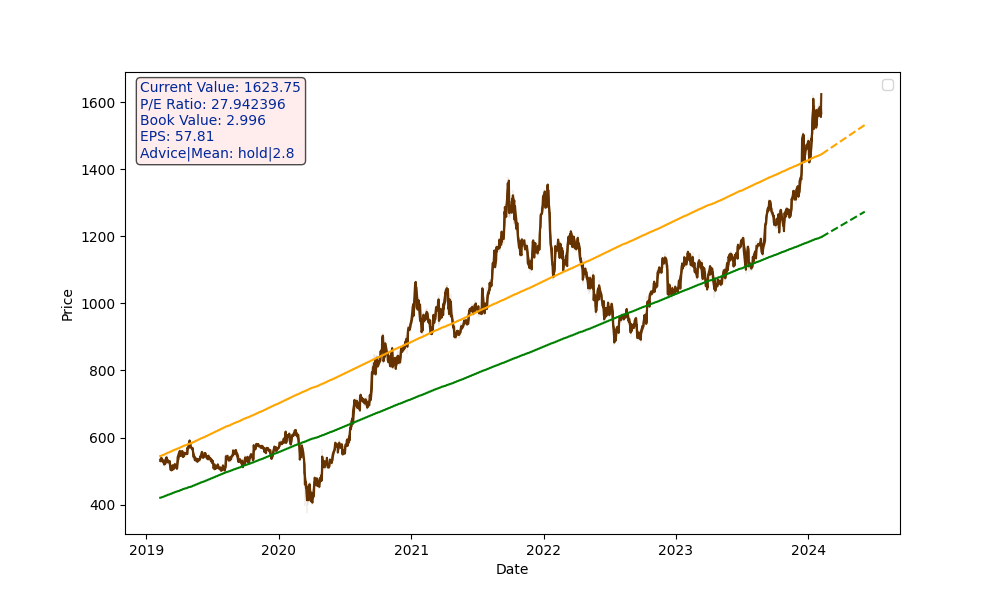 Current Value: 1623.75
P/E Ratio: 27.942396
Book Value: 2.996
EPS: 57.81
Advice|Mean: hold|2.8
1600
1400
1200
1000
800
600
400
Price
2019 2020 2021 2022 2023 2024
Date